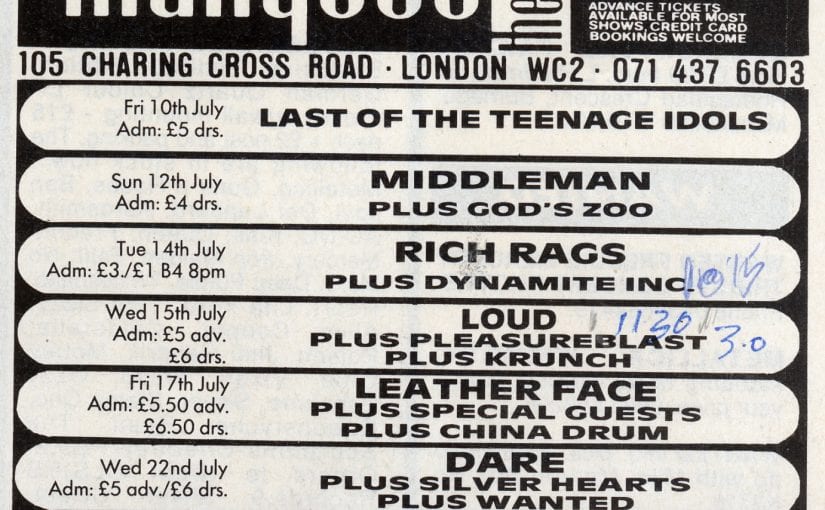 marquee
ADVANCE TICKETS
AVAILABLE FOR MOST
SHOWS, CREDIT CARD
BOOKINGS WELCOME
105 CHARING CROSS ROAD · LONDON WC2 · 071 437 6603
Fri 10th July
Adm: £5 drs.
LAST OF THE TEENAGE IDOLS
Sun 12th July
Adm: £4 drs.
MIDDLEMAN
PLUS GOD'S ZOO
Tue 14th July
Adm: £3./£1 B4 8pm
RICH RAGS
PLUS DYNAMITE INC.
Wed 15th July
Adm: £5 adv.
£6 drs.
LOUD
11:30
3.0
PLUS PLEASUREBLAST
PLUS KRUNCH
Fri 17th July
Adm: £5.50 adv.
£6.50 drs.
LEATHER FACE
PLUS SPECIAL GUESTS
PLUS CHINA DRUM
Wed 22nd July
Adm: £5 adv./£6 drs.
DARE
PLUS SILVER HEARTS
PLUS WANTED